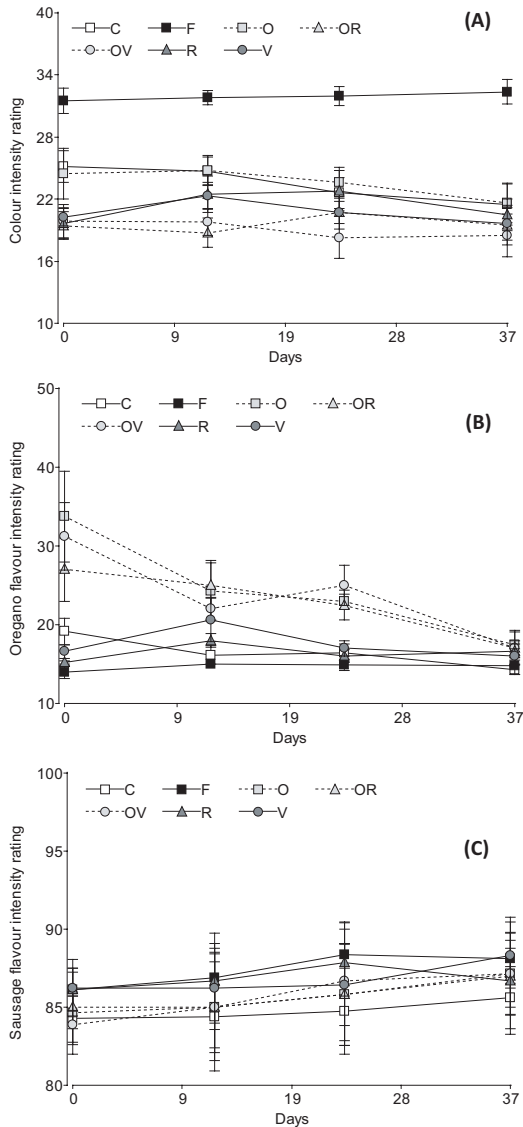 (A)
40
C F O OR
OV R V
34
28
22
16
10
0 9 19 28 37
Days
Colour intensity rating
(B)
50
C F O OR
OV R V
40
30
20
10
0 9 19 28 37
Days
Oregano flavour intensity rating
100
C F O OR
OV R V
(C)
95
90
85
80
0 9 19 28 37
Days
Sausage flavour intensity rating